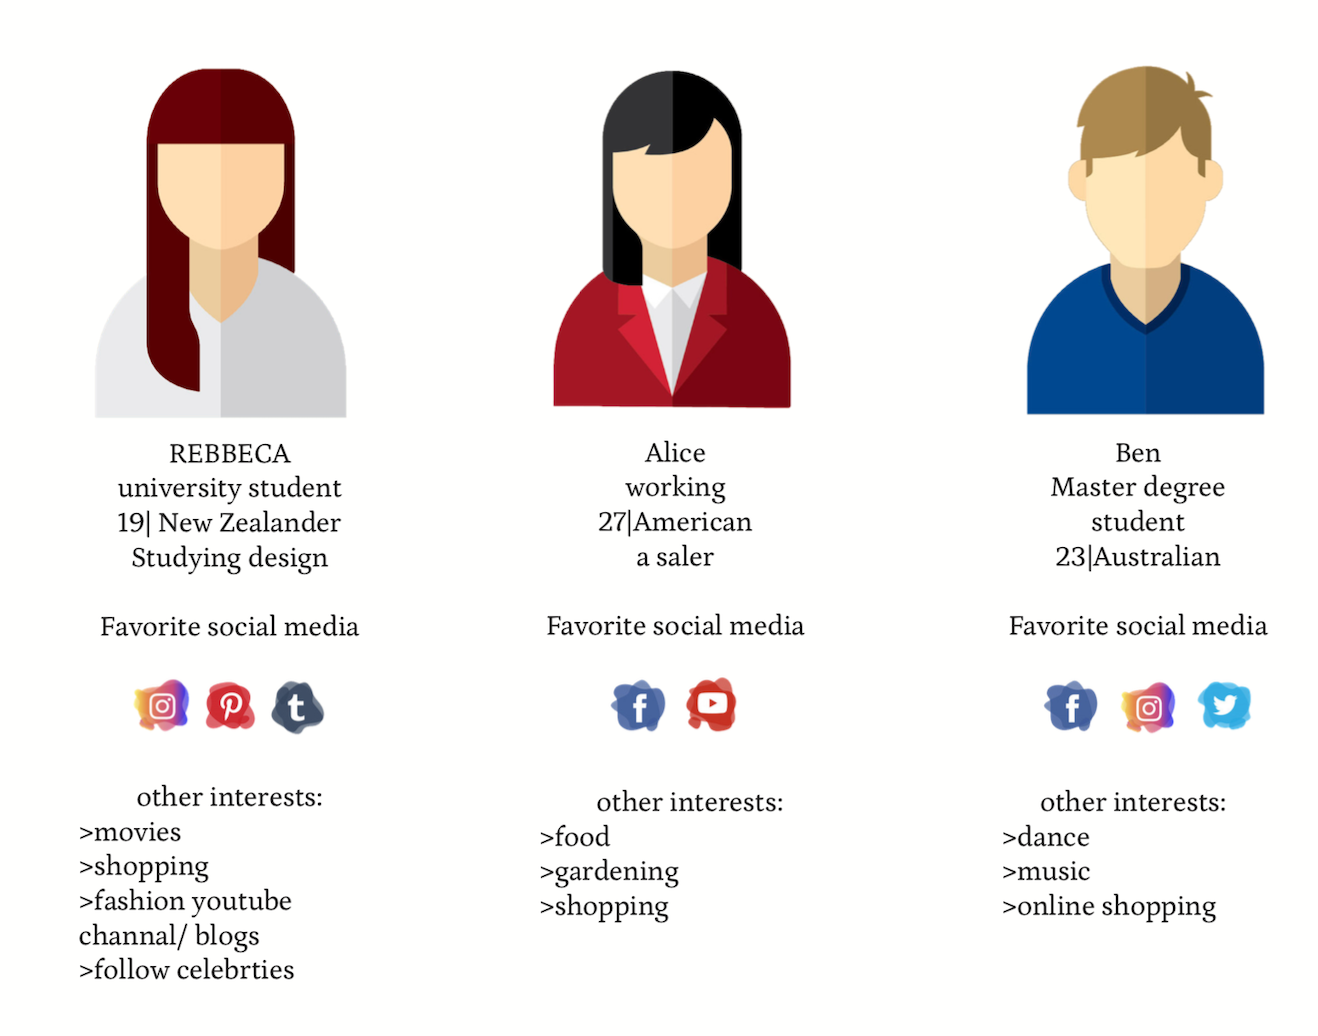 REBBECA
university student
19| New Zealander
Studying design
Favorite social media
other interests:
>movies
>shopping
>fashion youtube
channal/ blogs
>follow celebrties
Alice
working
27|American
a saler
Favorite social media
other interests:
>food
>gardening
>shopping
Ben
Master degree
student
23|Australian
Favorite social media
other interests:
>dance
>music
>online shopping